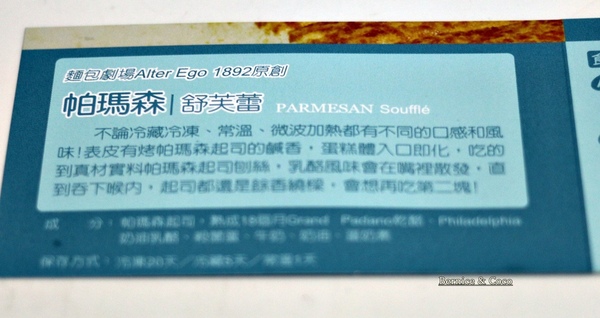 麵包劇場Alter Ego 1892原創
帕瑪森 舒芙蕾 PARMESAN Soufflé
不論冷藏冷凍、常溫、微波加熱都有不同的口感和風
味!表皮有烤帕瑪森起司的鹹香,蛋糕體入口即化,吃的
到真材實料帕瑪森起司刨絲,乳酪風味會在嘴裡散發,直
到吞下喉內,起司都還是餘香繞樑,會想再吃第二塊!
成 分:帕瑪森起司、熟成18個月Grand Padano乾酪、Philadelphia
奶油乳酪、殺菌蛋、牛奶、奶油、
保存方式:冷凍20天/冷藏5天/常溫1天
食
Bernice & Coco